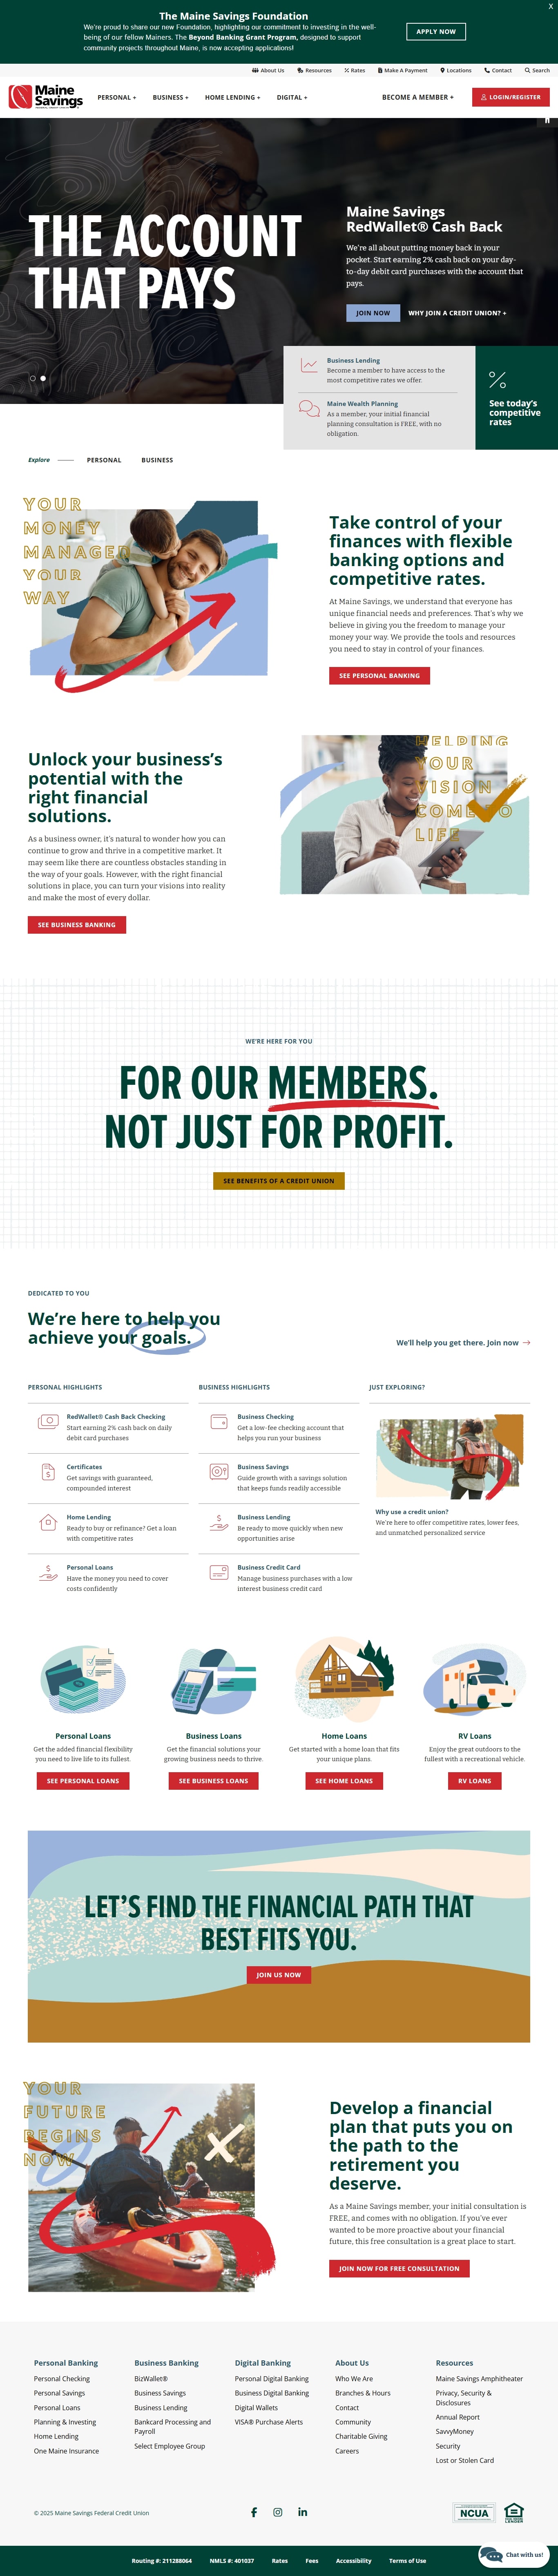 The Maine Savings Foundation
We're proud to share our new Foundation, highlighting our commitment to investing in the well-
being of our fellow Mainers. The Beyond Banking Grant Program, designed to support
community projects throughout Maine, is now accepting applications!
APPLY NOW
X
About Us
Resources
Rates
Make A Payment
Locations
Contact
Search
Maine
Savings
PERSONAL +
BUSINESS +
HOME LENDING +
DIGITAL +
BECOME A MEMBER +
LOGIN/REGISTER
THE ACCOUNT
THAT PAYS
Maine Savings
RedWallet® Cash Back
We're all about putting money back in your
pocket. Start earning 2% cash back on your day-
to-day debit card purchases with the account that
pays.
JOIN NOW
WHY JOIN A CREDIT UNION? +
Business Lending
Become a member to have access to the
most competitive rates we offer.
Maine Wealth Planning
As a member, your initial financial
planning consultation is FREE, with no
obligation.
See today's
competitive
rates
Explore
PERSONAL
BUSINESS
YOUR
MONEY
MANAGED
YOUR
WAY
Take control of your
finances with flexible
banking options and
competitive rates.
At Maine Savings, we understand that everyone has
unique financial needs and preferences. That's why we
believe in giving you the freedom to manage your
money your way. We provide the tools and resources
you need to stay in control of your finances.
SEE PERSONAL BANKING
Unlock your business's
potential with the
right financial
solutions.
As a business owner, it's natural to wonder how you can
continue to grow and thrive in a competitive market. It
may seem like there are countless obstacles standing in
the way of your goals. However, with the right financial
solutions in place, you can turn your visions into reality
and make the most of every dollar.
SEE BUSINESS BANKING
HELPING
YOUR
VISION
COME TO
LIFE
WE'RE HERE FOR YOU
FOR OUR MEMBERS.
NOT JUST FOR PROFIT.
SEE BENEFITS OF A CREDIT UNION
DEDICATED TO YOU
We're here to help you
achieve your goals.
We'll help you get there. Join now →
PERSONAL HIGHLIGHTS
RedWallet® Cash Back Checking
Start earning 2% cash back on daily
debit card purchases
Certificates
Get savings with guaranteed,
compounded interest
Home Lending
Ready to buy or refinance? Get a loan
with competitive rates
Personal Loans
Have the money you need to cover
costs confidently
BUSINESS HIGHLIGHTS
Business Checking
Get a low-fee checking account that
helps you run your business
Business Savings
Guide growth with a savings solution
that keeps funds readily accessible
Business Lending
Be ready to move quickly when new
opportunities arise
Business Credit Card
Manage business purchases with a low
interest business credit card
JUST EXPLORING?
Why use a credit union?
We're here to offer competitive rates, lower fees,
and unmatched personalized service
Personal Loans
Get the added financial flexibility
you need to live life to its fullest.
SEE PERSONAL LOANS
Business Loans
Get the financial solutions your
growing business needs to thrive.
SEE BUSINESS LOANS
Home Loans
Get started with a home loan that fits
your unique plans.
SEE HOME LOANS
RV Loans
Enjoy the great outdoors to the
fullest with a recreational vehicle.
RV LOANS
LET'S FIND THE FINANCIAL PATH THAT
BEST FITS YOU.
JOIN US NOW
YOUR
FUTURE
BEGINS
NOW
Develop a financial
plan that puts you on
the path to the
retirement you
deserve.
As a Maine Savings member, your initial consultation is
FREE, and comes with no obligation. If you've ever
wanted to be more proactive about your financial
future, this free consultation is a great place to start.
JOIN NOW FOR FREE CONSULTATION
Personal Banking
Personal Checking
Personal Savings
Personal Loans
Planning & Investing
Home Lending
One Maine Insurance
Business Banking
BizWallet®
Business Savings
Business Lending
Bankcard Processing and
Payroll
Select Employee Group
Digital Banking
Personal Digital Banking
Business Digital Banking
Digital Wallets
VISA® Purchase Alerts
About Us
Who We Are
Branches & Hours
Contact
Community
Charitable Giving
Careers
Resources
Maine Savings Amphitheater
Privacy, Security &
Disclosures
Annual Report
SavvyMoney
Security
Lost or Stolen Card
© 2025 Maine Savings Federal Credit Union
NCUA
Routing #: 211288064
NMLS #: 401037
Rates
Fees
Accessibility
Terms of Use
Chat with us!